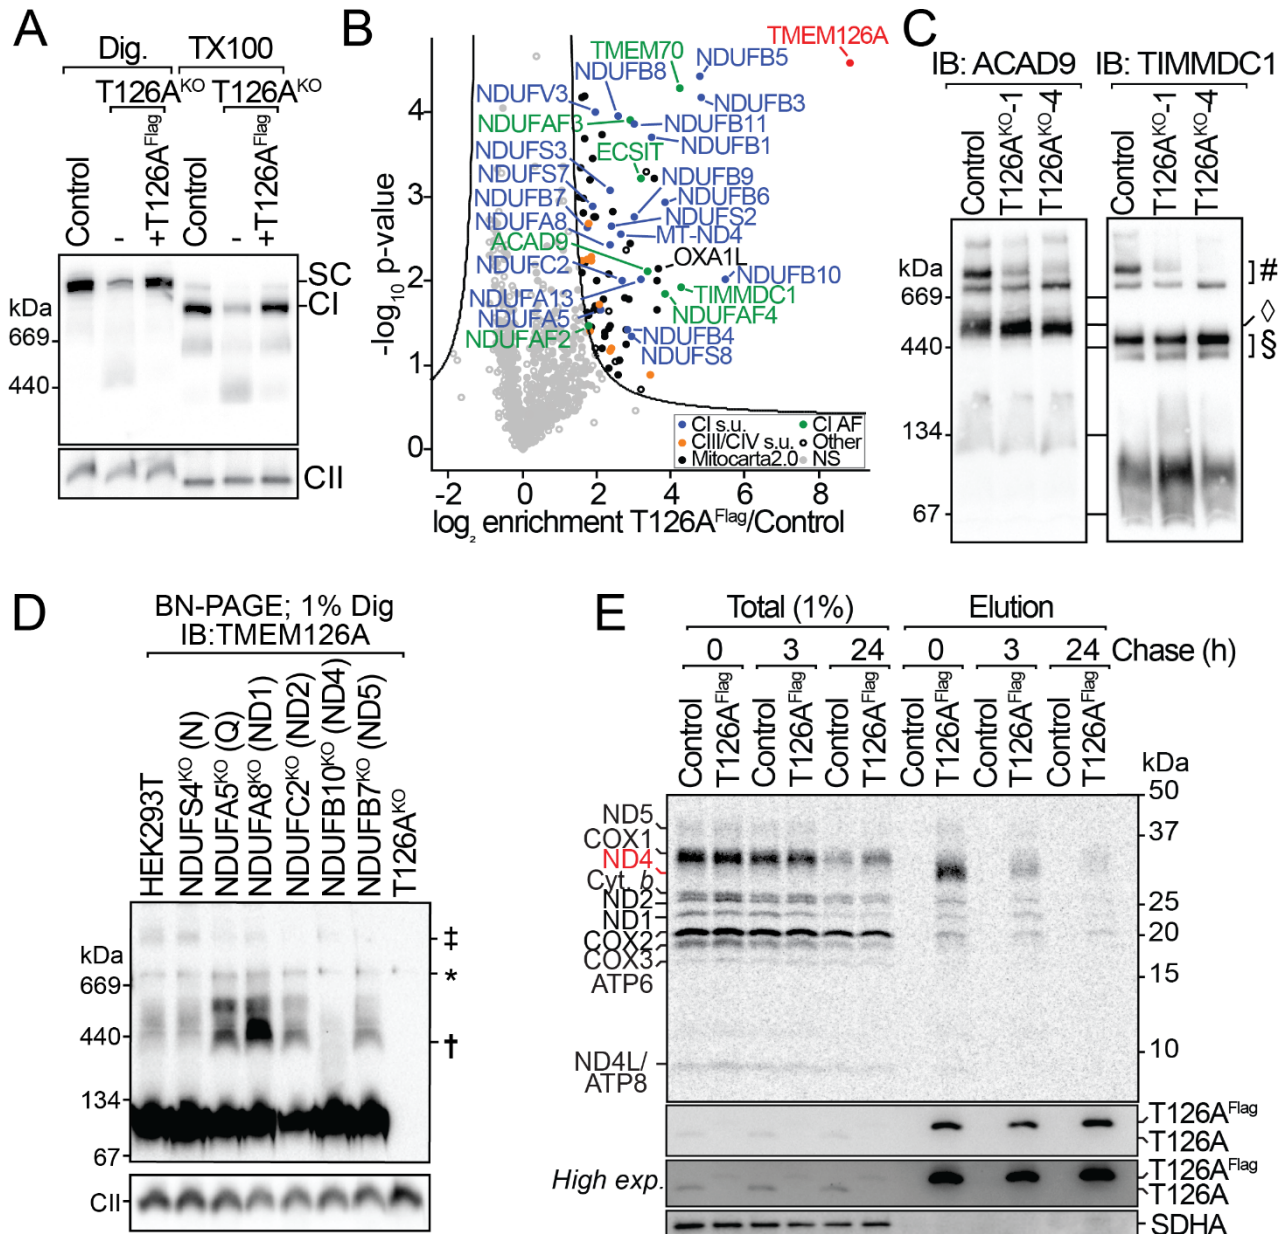 A
Dig. TX100
T126A^KO T126A^KO
Control
-
+T126A^Flag
Control
-
+T126A^Flag
SC
CI
kDa
669
440
CII
B
TMEM126A
TMEM70
NDUFB5
NDUFB8
NDUFV3
NDUFB3
NDUFAF3
NDUFB11
NDUFB1
NDUFS3
ECSIT
NDUFS7
NDUFB9
NDUFB7
NDUFB6
NDUFA8
NDUFS2
ACAD9
MT-ND4
NDUFC2
OXA1L
NDUFB10
NDUFA13
TIMMDC1
NDUFA5
NDUFAF4
NDUFAF2
NDUFB4
NDUFS8
4
3
2
1
0
-log10 p-value
CI s.u.
CI AF
CIII/CIV s.u.
Other
Mitocarta2.0
NS
-2 0 2 4 6 8
log2 enrichment T126A^Flag/Control
C
IB: ACAD9 IB: TIMMDC1
Control
T126A^KO-1
T126A^KO-4
Control
T126A^KO-1
T126A^KO-4
kDa
669
440
134
67
#
◊
§
D
BN-PAGE; 1% Dig
IB:TMEM126A
HEK293T
NDUFS4^KO (N)
NDUFA5^KO (Q)
NDUFA8^KO (ND1)
NDUFC2^KO (ND2)
NDUFB10^KO (ND4)
NDUFB7^KO (ND5)
T126A^KO
kDa
669
440
134
67
‡
*
†
CII
E
Total (1%) Elution
0 3 24 0 3 24 Chase (h)
Control
T126A^Flag
Control
T126A^Flag
Control
T126A^Flag
Control
T126A^Flag
Control
T126A^Flag
Control
T126A^Flag
kDa
50
37
25
20
15
10
ND5
COX1
ND4
Cyt. b
ND2
ND1
COX2
COX3
ATP6
ND4L/
ATP8
T126A^Flag
T126A
High exp.
T126A^Flag
T126A
SDHA